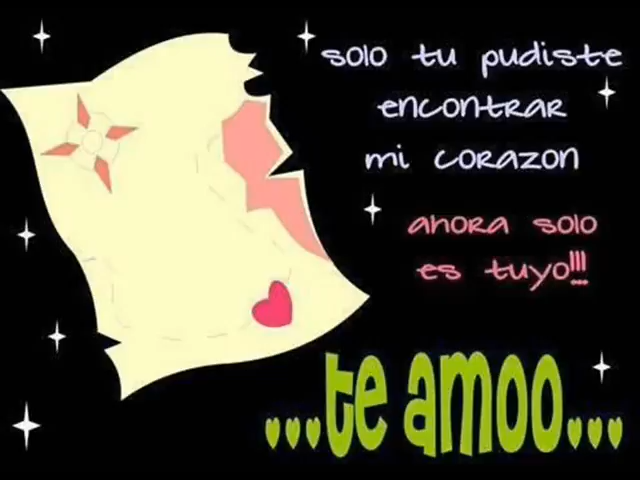 solo tu pudiste
encontrar
mi corazon
ahora solo
es tuyo!!!
...te amoo...